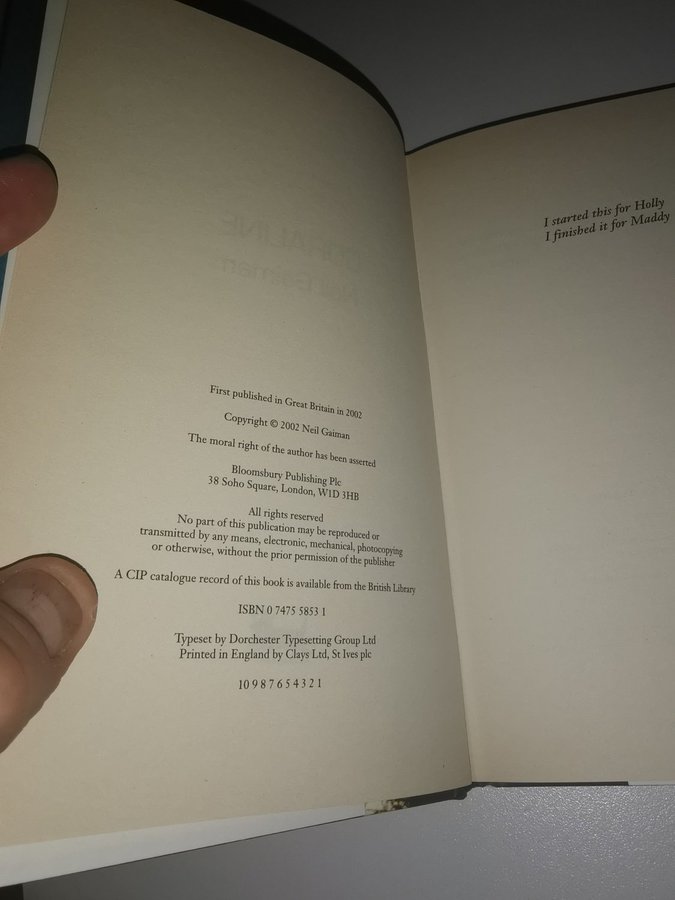 First published in Great Britain in 2002
Copyright © 2002 Neil Gaiman
The moral right of the author has been asserted
Bloomsbury Publishing Plc
38 Soho Square, London, W1D 3HB
All rights reserved
No part of this publication may be reproduced or
transmitted by any means, electronic, mechanical, photocopying
or otherwise, without the prior permission of the publisher
A CIP catalogue record of this book is available from the British Library
ISBN 0 7475 5853 1
Typeset by Dorchester Typesetting Group Ltd
Printed in England by Clays Ltd, St Ives plc
10 9 8 7 6 5 4 3 2 1
I started this for Holly
I finished it for Maddy